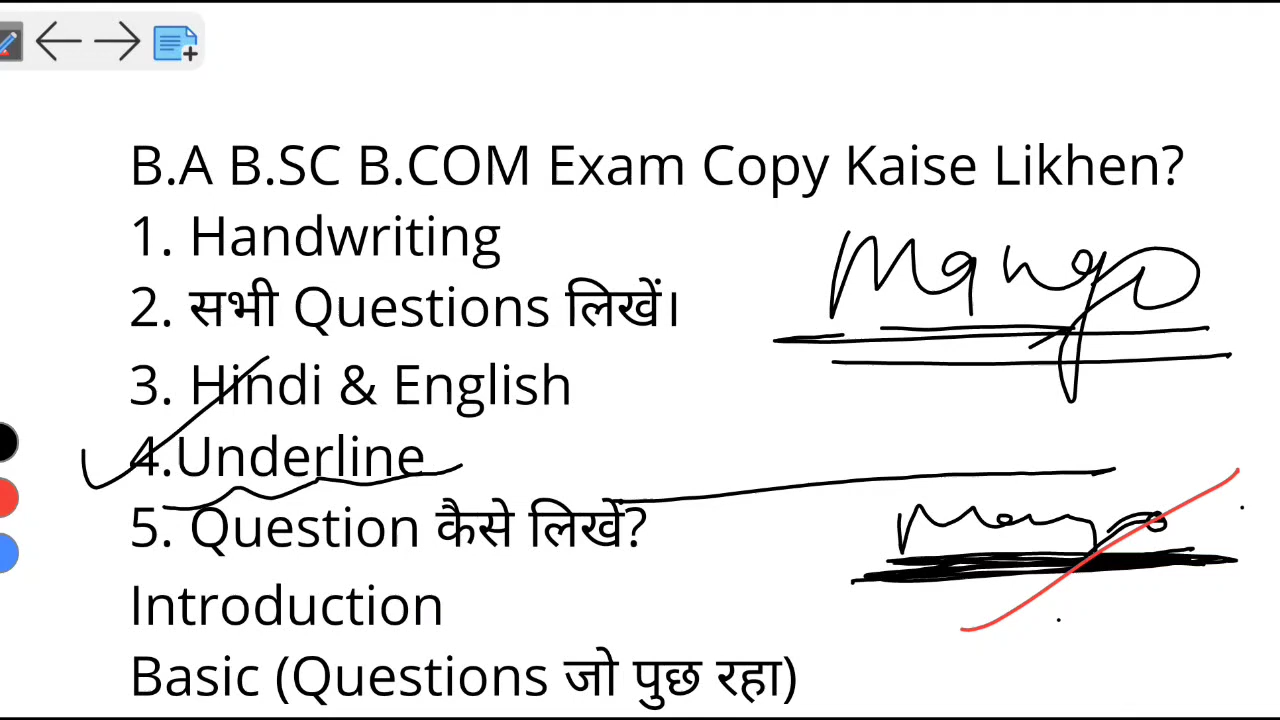 B.A B.SC B.COM Exam Copy Kaise Likhen?
1. Handwriting
Mango
2. सभी Questions लिखें।
3. Hindi & English
4.Underline
5. Question कैसे लिखें?
Mango
Introduction
Basic (Questions जो पुछ रहा)